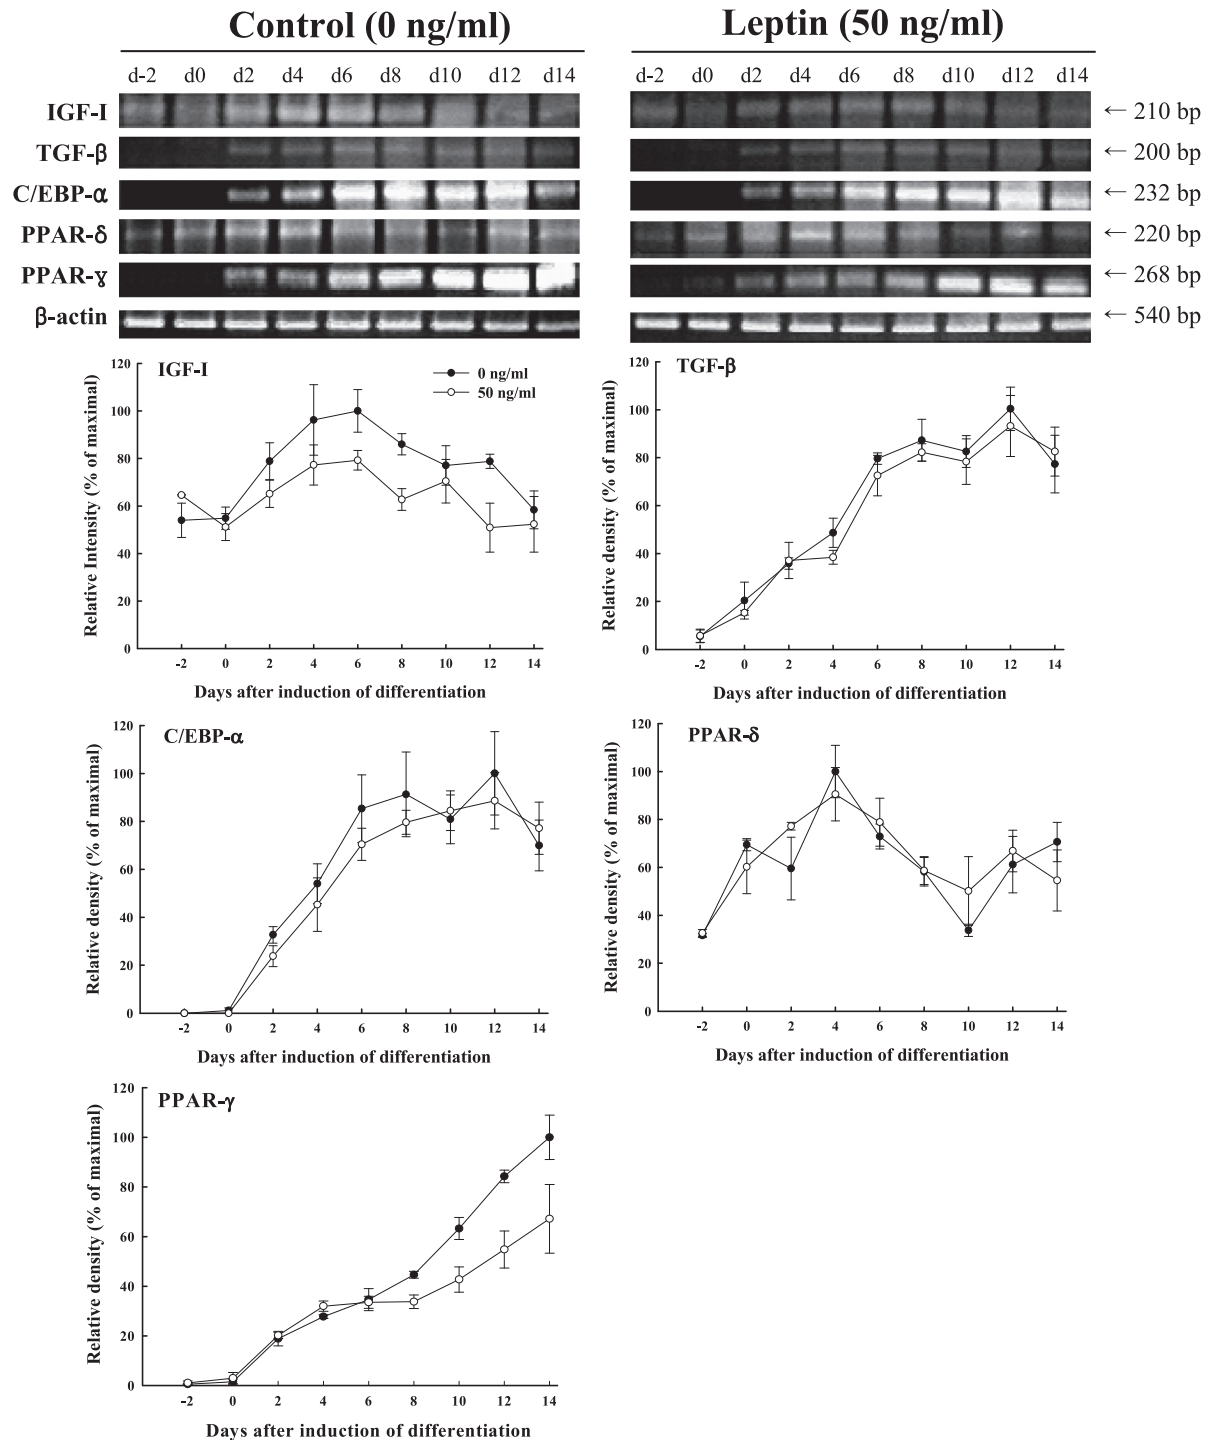 Control (0 ng/ml)
Leptin (50 ng/ml)
d-2 d0 d2 d4 d6 d8 d10 d12 d14
d-2 d0 d2 d4 d6 d8 d10 d12 d14
IGF-I
← 210 bp
TGF-β
← 200 bp
C/EBP-α
← 232 bp
PPAR-δ
← 220 bp
PPAR-ɣ
← 268 bp
β-actin
← 540 bp
IGF-I
0 ng/ml
50 ng/ml
Relative Intensity (% of maximal)
120
100
80
60
40
20
0
-2 0 2 4 6 8 10 12 14
Days after induction of differentiation
TGF-β
Relative density (% of maximal)
120
100
80
60
40
20
0
-2 0 2 4 6 8 10 12 14
Days after induction of differentiation
C/EBP-α
Relative density (% of maximal)
120
100
80
60
40
20
0
-2 0 2 4 6 8 10 12 14
Days after induction of differentiation
PPAR-δ
Relative density (% of maximal)
120
100
80
60
40
20
0
-2 0 2 4 6 8 10 12 14
Days after induction of differentiation
PPAR-γ
Relative density (% of maximal)
120
100
80
60
40
20
0
-2 0 2 4 6 8 10 12 14
Days after induction of differentiation